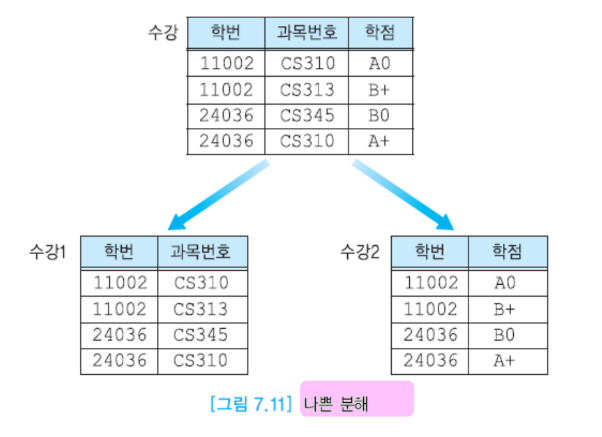 수강 학번 과목번호 학점
11002 CS310 A0
11002 CS313 B+
24036 CS345 B0
24036 CS310 A+
수강1 학번 과목번호
11002 CS310
11002 CS313
24036 CS345
24036 CS310
수강2 학번 학점
11002 A0
11002 B+
24036 B0
24036 A+
[그림 7.11] 나쁜 분해